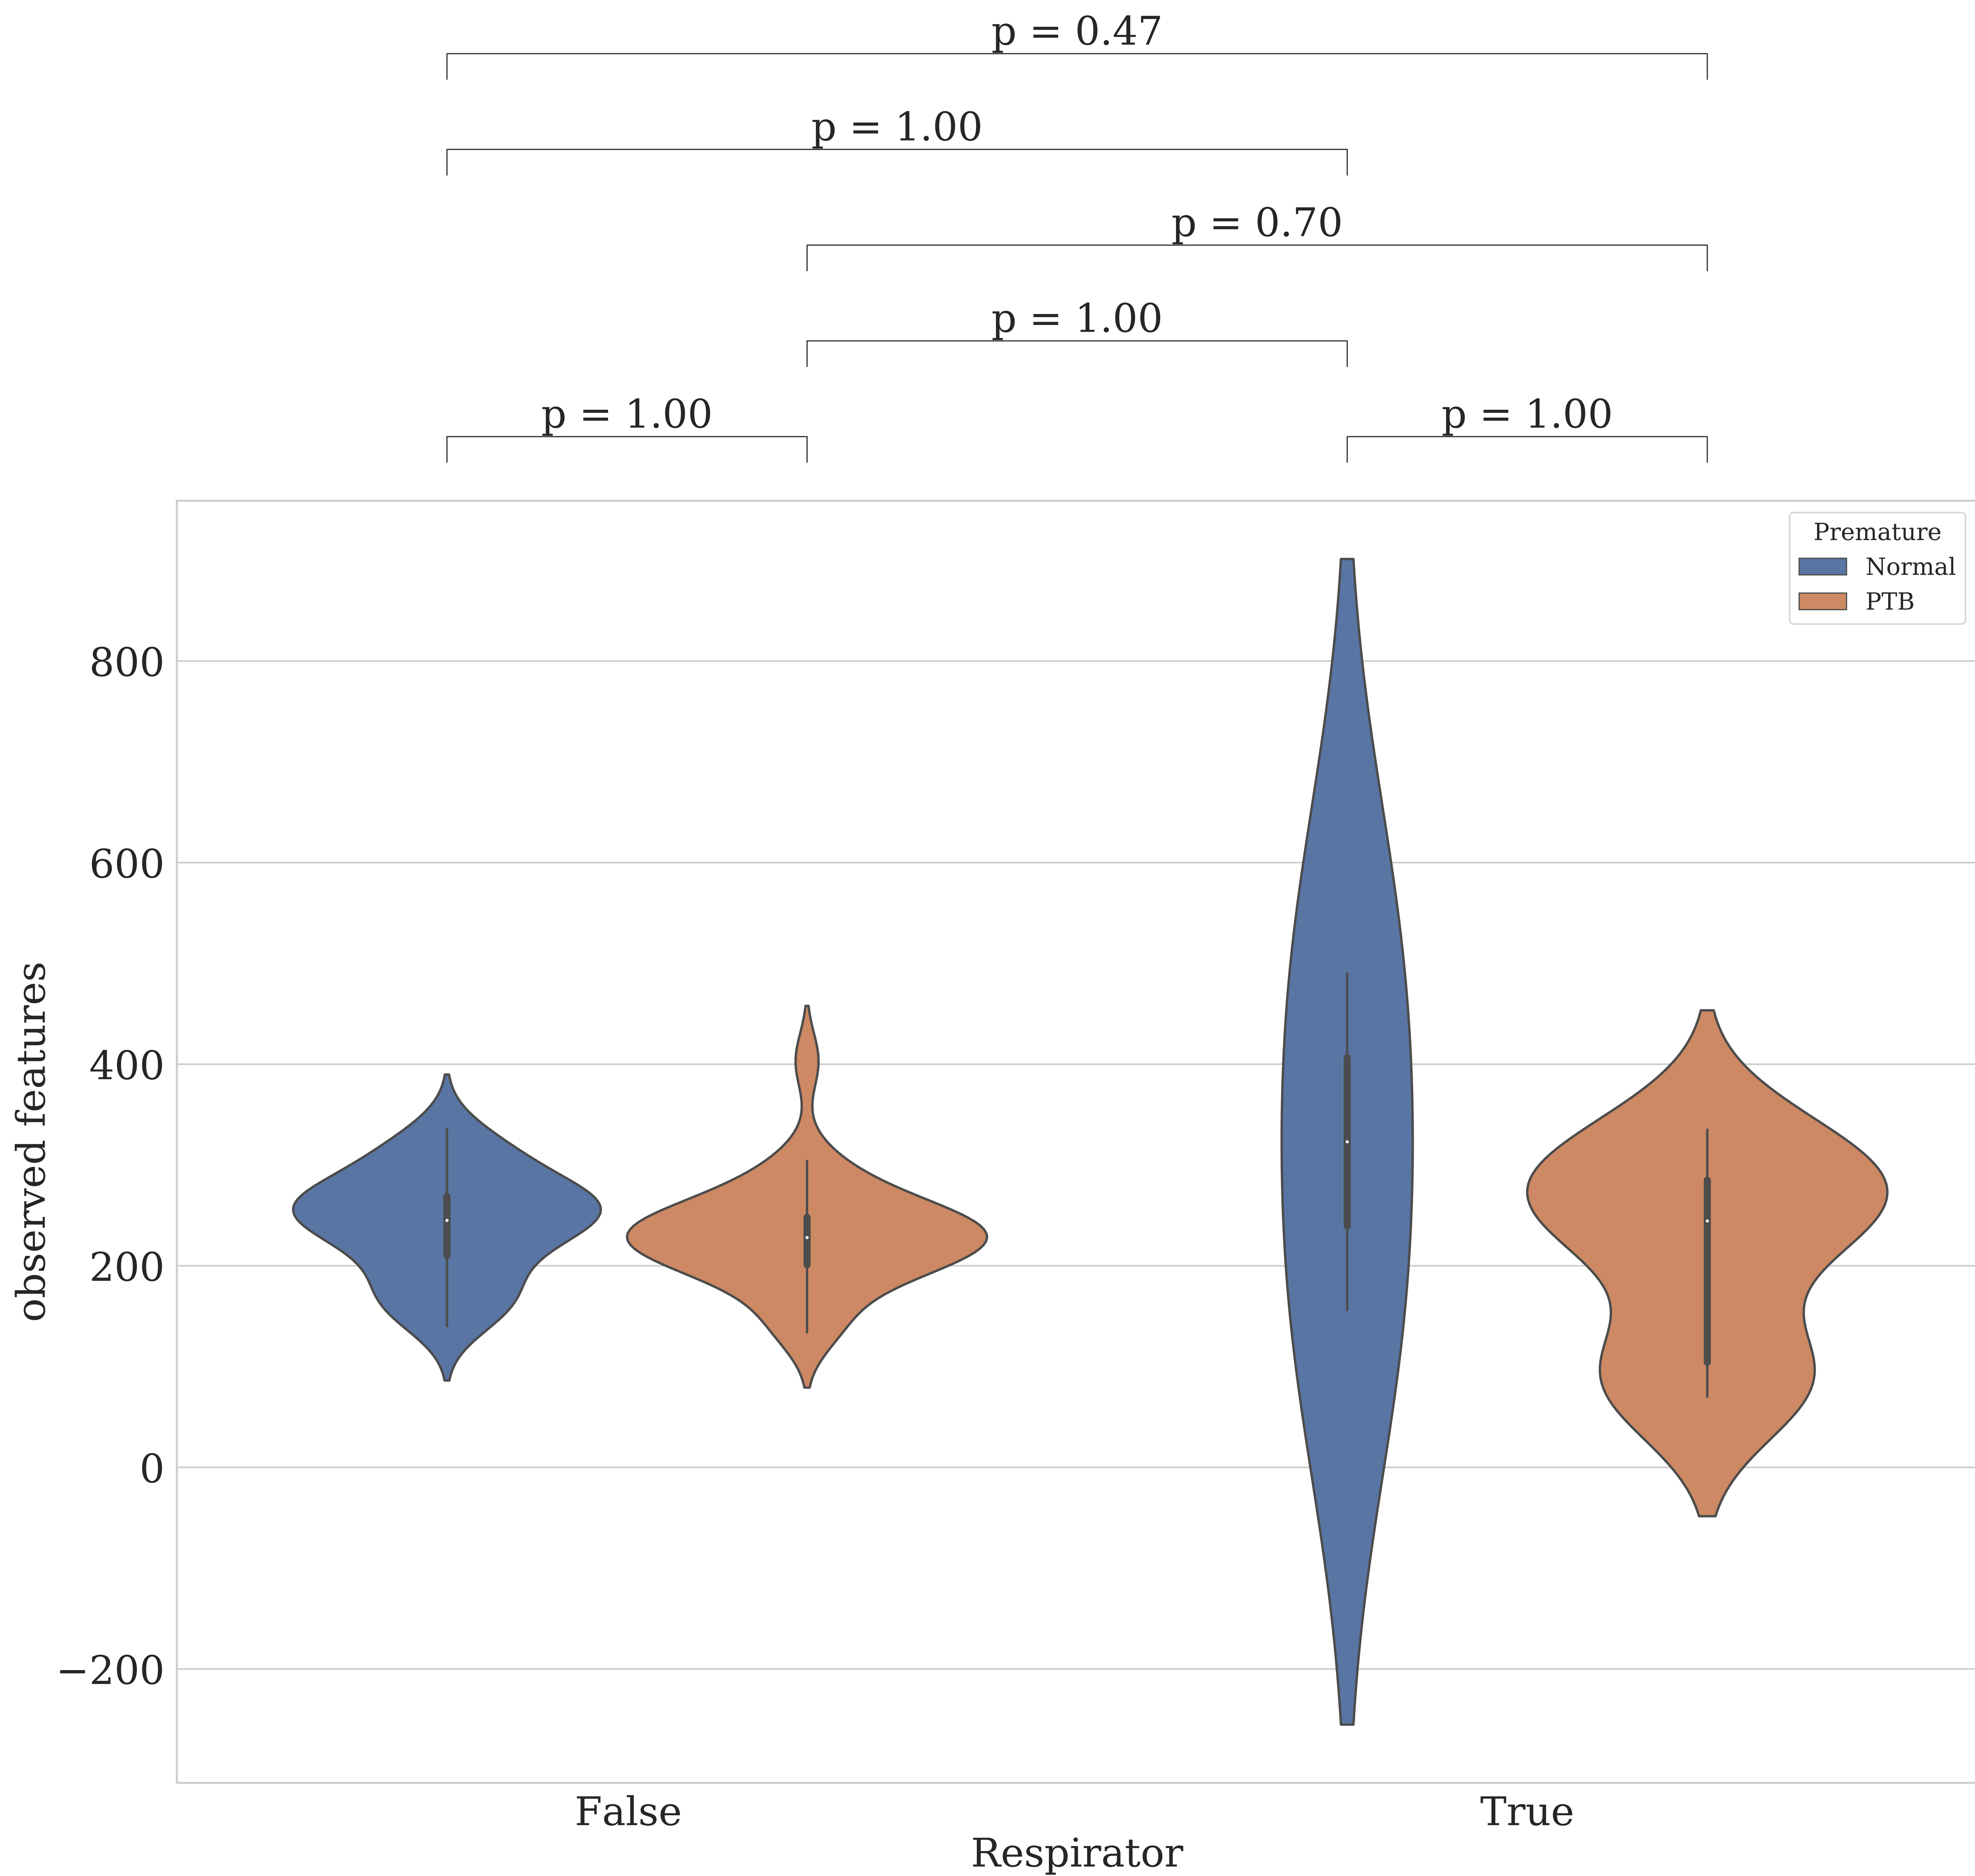 p = 0.47
p = 1.00
p = 0.70
p = 1.00
p = 1.00
p = 1.00
Premature
Normal
PTB
800
600
400
200
0
−200
observed features
False
True
Respirator